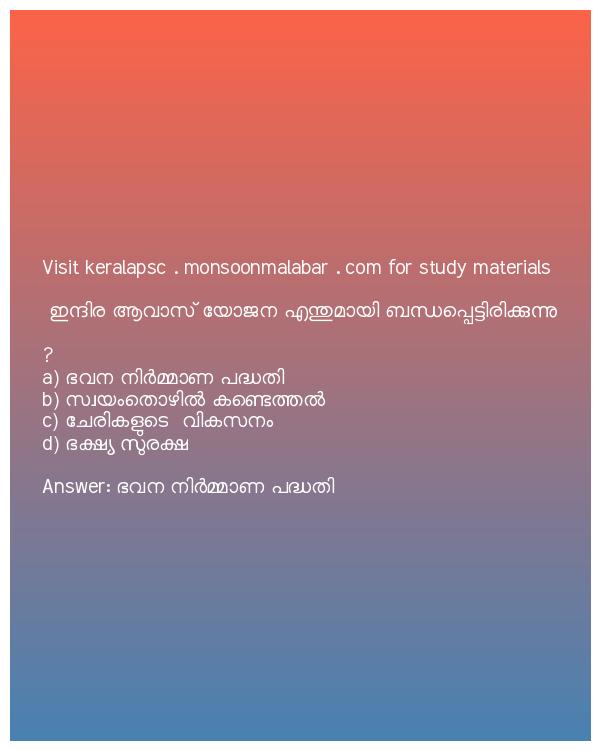 Visit keralapsc . monsoonmalabar . com for study materials
ഇന്ദിര ആവാസ് യോജന എന്തുമായി ബന്ധപ്പെട്ടിരിക്കുന്നു
?
a) ഭവന നിർമ്മാണ പദ്ധതി
b) സ്വയംതൊഴിൽ കണ്ടെത്തൽ
c) ചേരികളുടെ  വികസനം
d) ഭക്ഷ്യ സുരക്ഷ
Answer: ഭവന നിർമ്മാണ പദ്ധതി